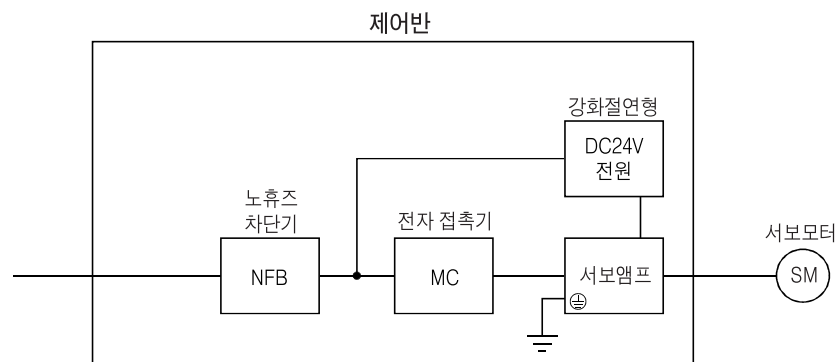 제어반
강화절연형
DC24V
전원
노휴즈
차단기
전자 접촉기
서보모터
NFB
MC
서보앰프
SM